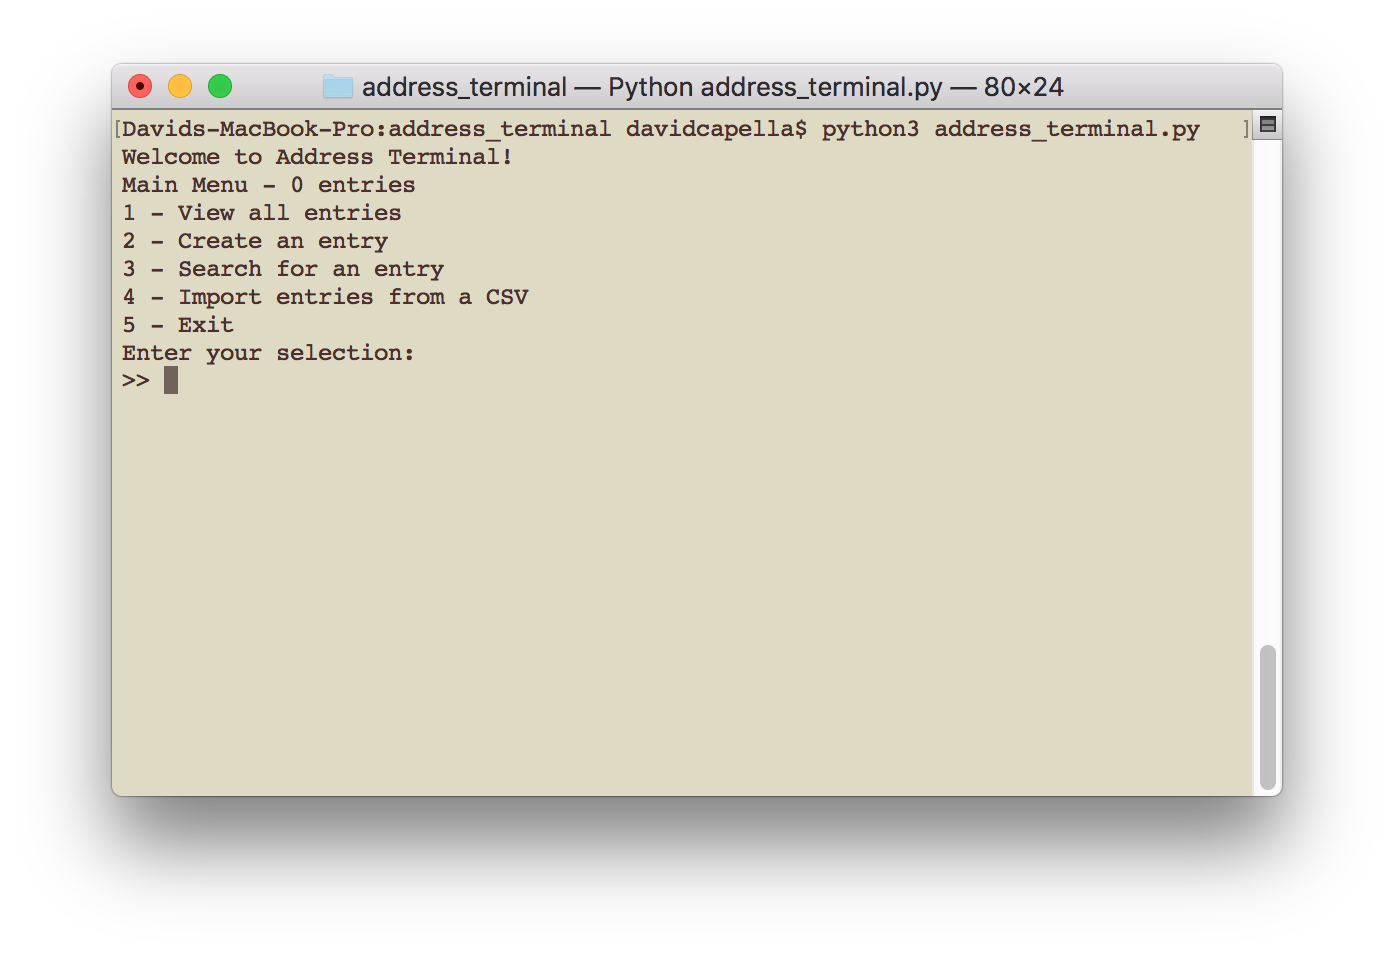 address_terminal — Python address_terminal.py — 80×24
[Davids-MacBook-Pro:address_terminal davidcapella$ python3 address_terminal.py ]
Welcome to Address Terminal!
Main Menu - 0 entries
1 - View all entries
2 - Create an entry
3 - Search for an entry
4 - Import entries from a CSV
5 - Exit
Enter your selection:
>>